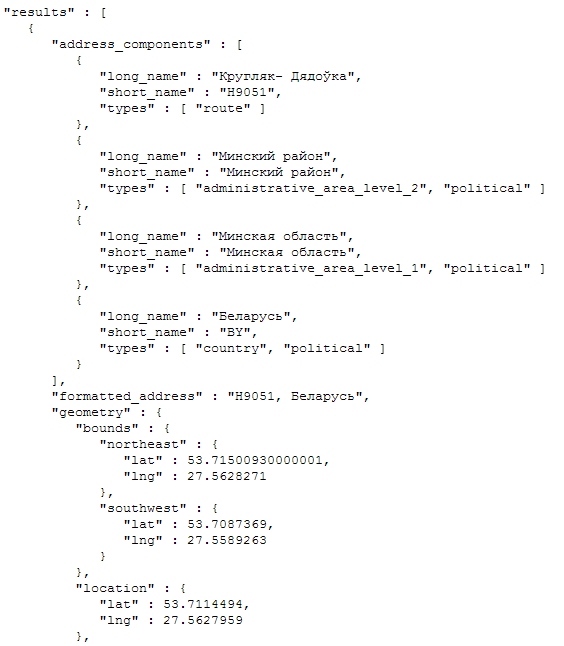 "results" : [
{
"address_components" : [
{
"long_name" : "Кругляк– Дядоўка",
"short_name" : "Н9051",
"types" : [ "route" ]
},
{
"long_name" : "Минский район",
"short_name" : "Минский район",
"types" : [ "administrative_area_level_2", "political" ]
},
{
"long_name" : "Минская область",
"short_name" : "Минская область",
"types" : [ "administrative_area_level_1", "political" ]
},
{
"long_name" : "Беларусь",
"short_name" : "BY",
"types" : [ "country", "political" ]
}
],
"formatted_address" : "Н9051, Беларусь",
"geometry" : {
"bounds" : {
"northeast" : {
"lat" : 53.71500930000001,
"lng" : 27.5628271
},
"southwest" : {
"lat" : 53.7087369,
"lng" : 27.5589263
}
},
"location" : {
"lat" : 53.7114494,
"lng" : 27.5627959
},